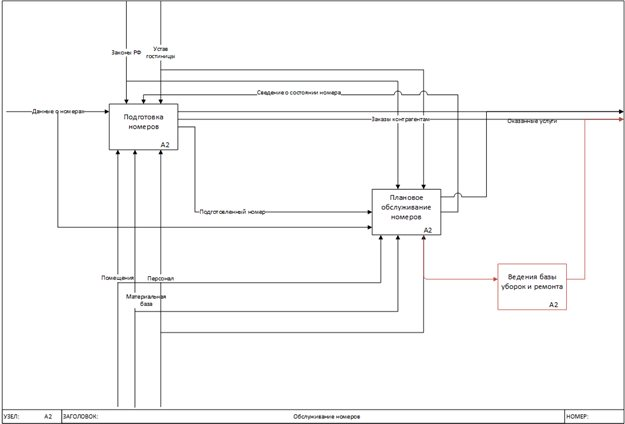 Законы РФ
Устав
гостиницы
Сведение о состоянии номера
Данные о номерах
Подготовка
номеров
A2
Заказы контрагентам
Оказанные услуги
Плановое
обслуживание
номеров
A2
Подготовленный номер
Помещения
Персонал
Материальная
база
Ведения базы
уборок и ремонта
A2
УЗЕЛ: A2 ЗАГОЛОВОК: Обслуживание номеров НОМЕР: